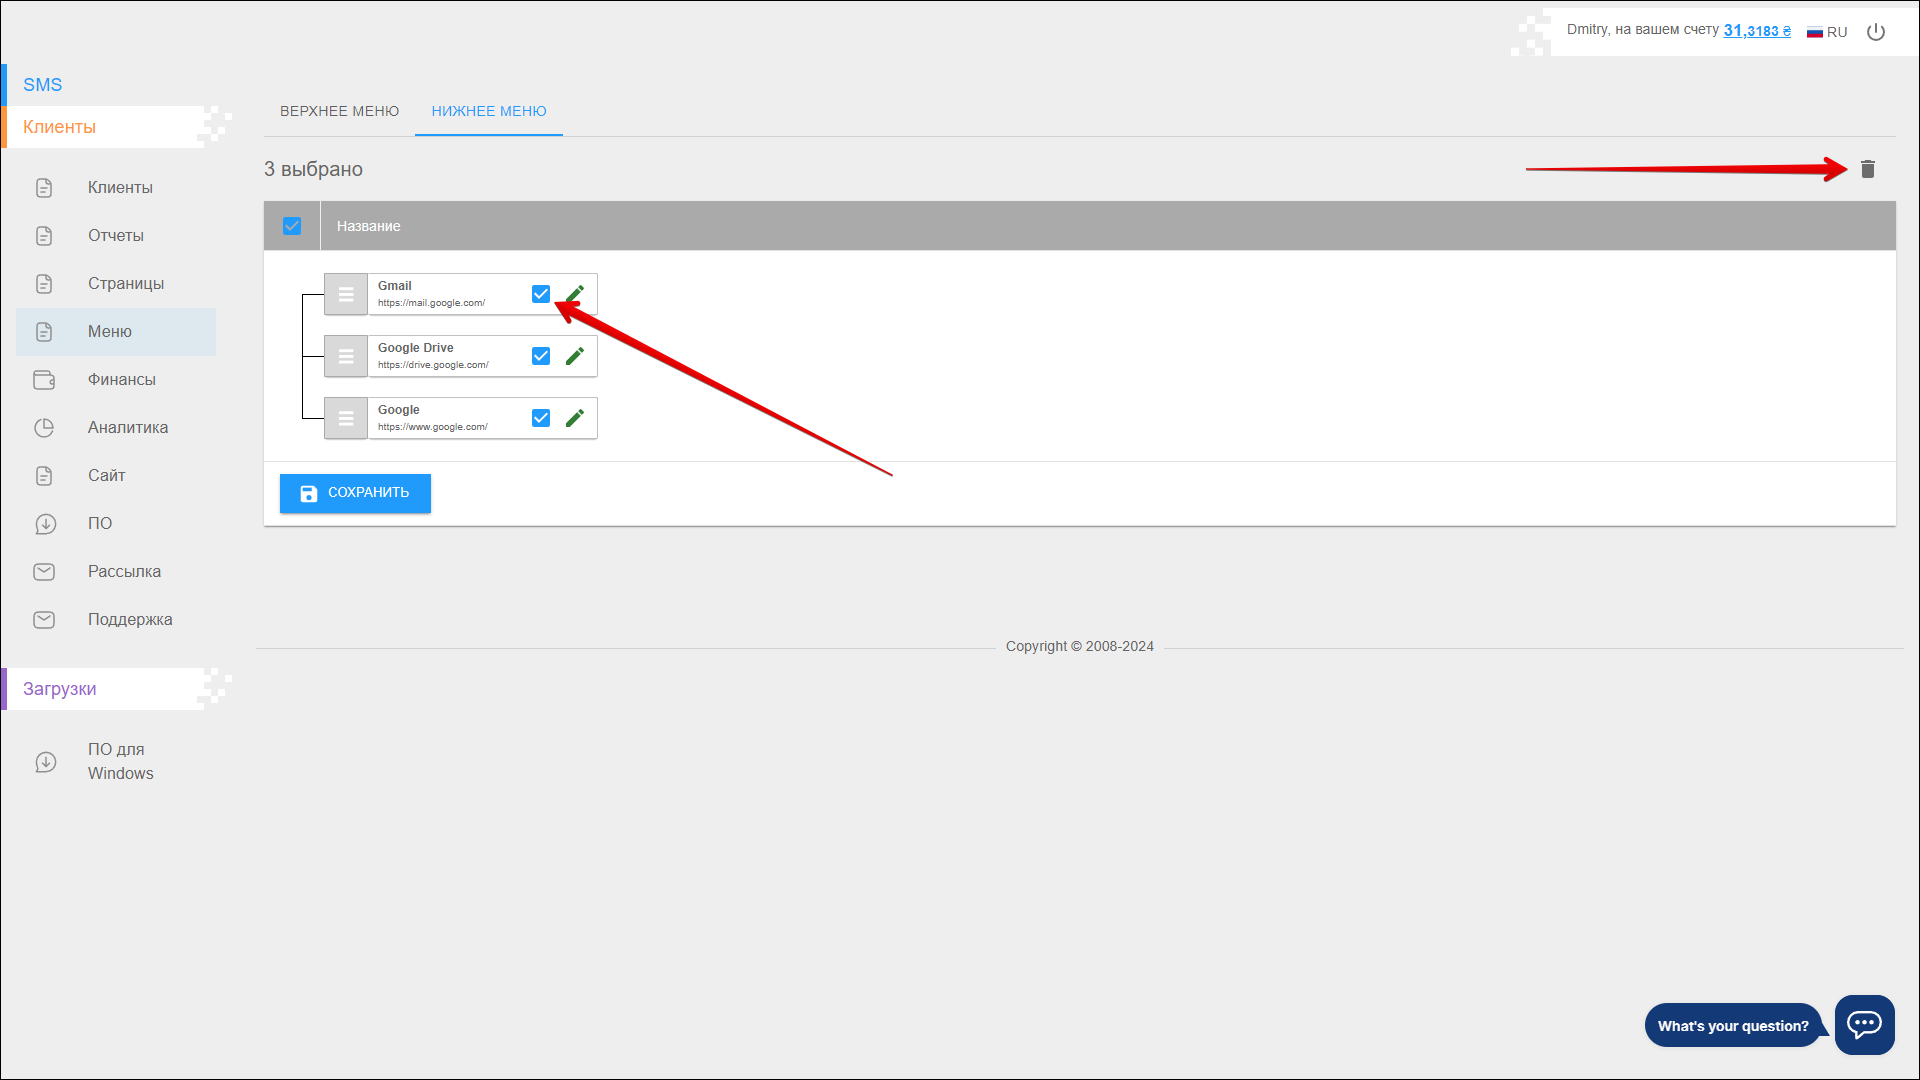 Dmitry, на вашем счету 31,3183 ₴ RU
SMS
Клиенты
Клиенты
Отчеты
Страницы
Меню
Финансы
Аналитика
Сайт
ПО
Рассылка
Поддержка
Загрузки
ПО для
Windows
ВЕРХНЕЕ МЕНЮ НИЖНЕЕ МЕНЮ
3 выбрано
Название
Gmail
https://mail.google.com/
Google Drive
https://drive.google.com/
Google
https://www.google.com/
СОХРАНИТЬ
Copyright © 2008-2024
What's your question?